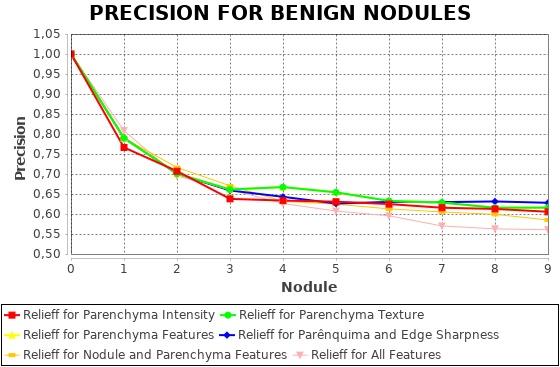 PRECISION FOR BENIGN NODULES
1,05
1,00
0,95
0,90
0,85
0,80
0,75
0,70
0,65
0,60
0,55
0,50
Precision
0 1 2 3 4 5 6 7 8 9
Nodule
Relieff for Parenchyma Intensity Relieff for Parenchyma Texture
Relieff for Parenchyma Features Relieff for Parênquima and Edge Sharpness
Relieff for Nodule and Parenchyma Features Relieff for All Features